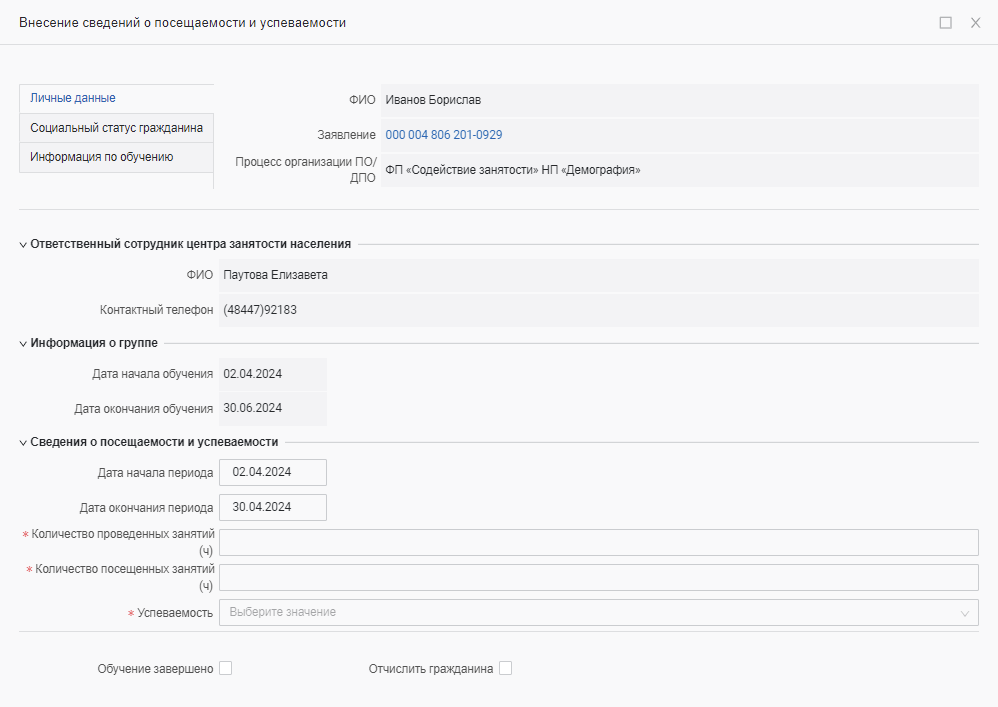 Внесение сведений о посещаемости и успеваемости
Личные данные
Социальный статус гражданина
Информация по обучению
ФИО Иванов Борислав
Заявление 000 004 806 201-0929
Процесс организации ПО/
ДПО ФП «Содействие занятости» НП «Демография»
Ответственный сотрудник центра занятости населения
ФИО Паутова Елизавета
Контактный телефон (48447)92183
Информация о группе
Дата начала обучения 02.04.2024
Дата окончания обучения 30.06.2024
Сведения о посещаемости и успеваемости
Дата начала периода 02.04.2024
Дата окончания периода 30.04.2024
* Количество проведенных занятий
(ч)
* Количество посещенных занятий
(ч)
* Успеваемость Выберите значение
Обучение завершено Отчислить гражданина